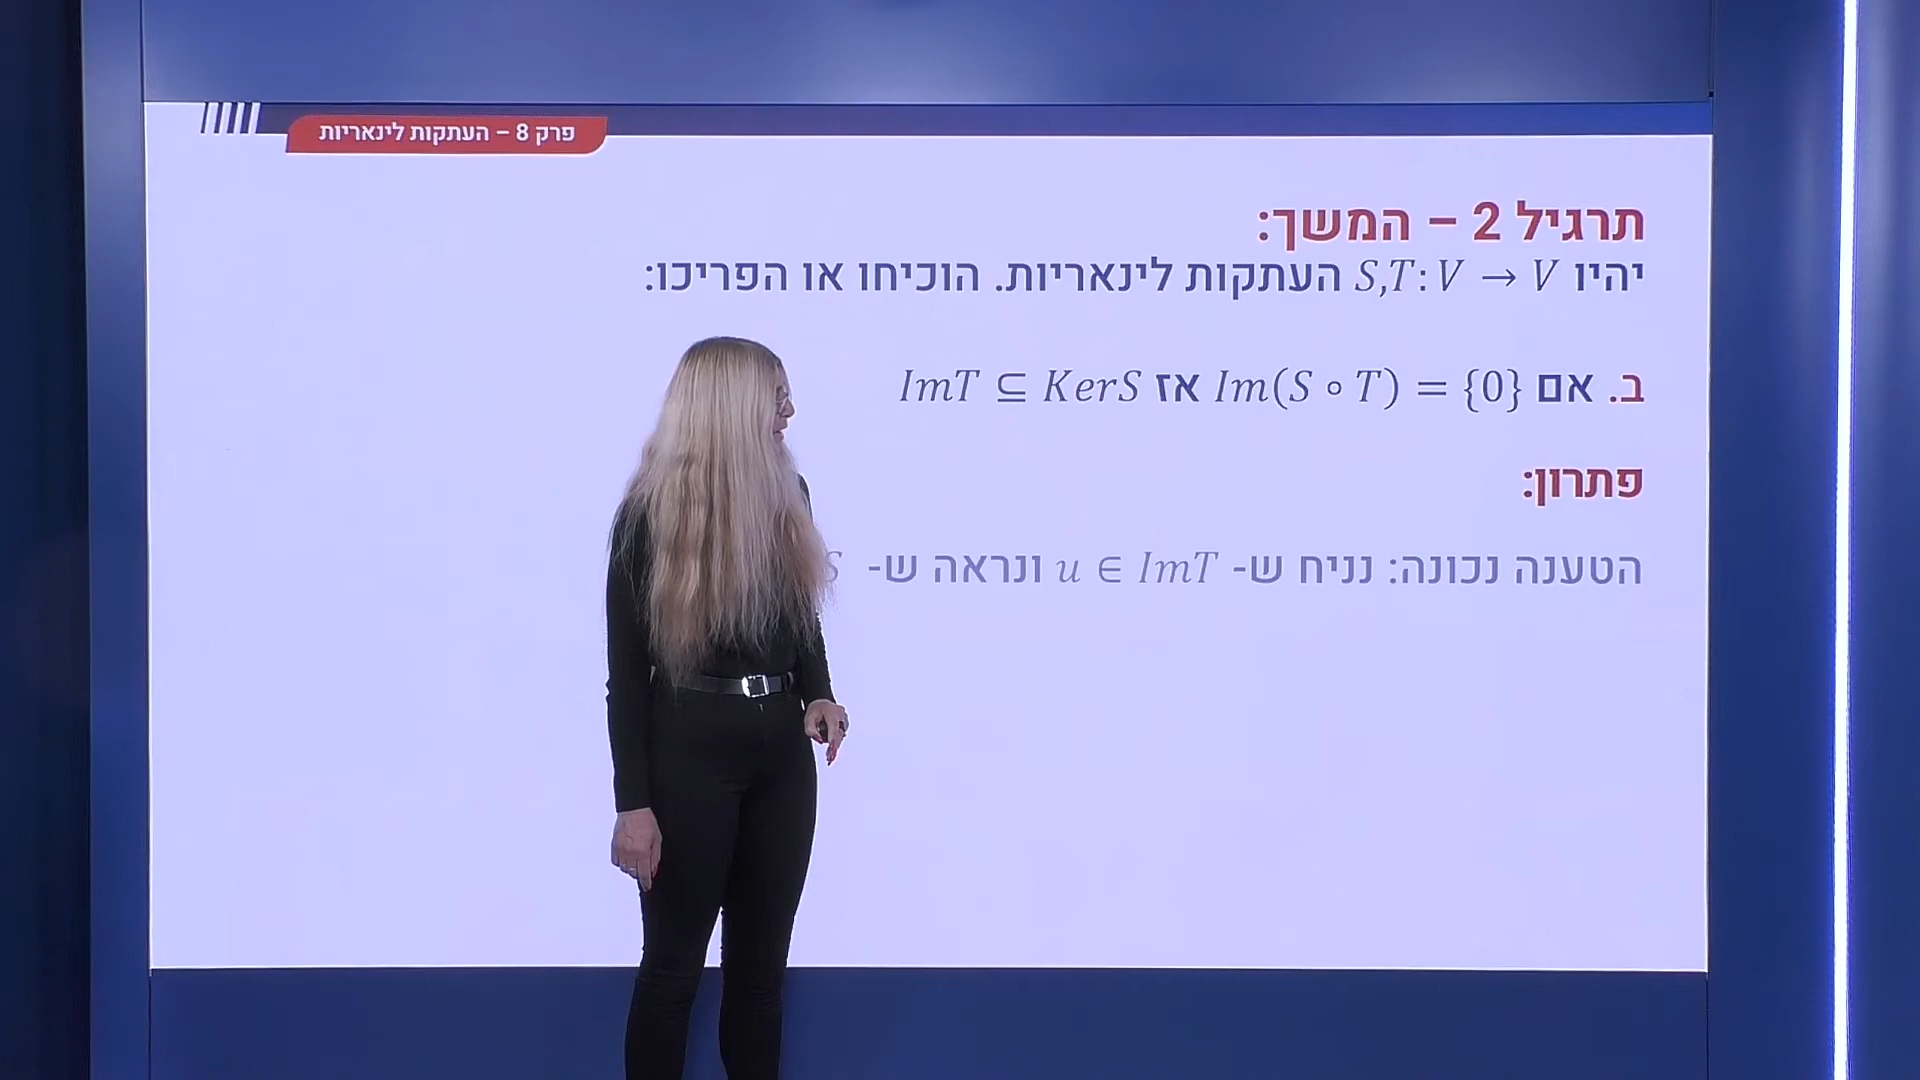 פרק 8 – העתקות לינאריות
תרגיל 2 – המשך:
יהיו S,T: V → V העתקות לינאריות. הוכיחו או הפריכו:
ב. אם Im(S ∘ T) = {0} אז ImT ⊆ KerS
פתרון:
הטענה נכונה: נניח ש- u ∈ ImT ונראה ש- S